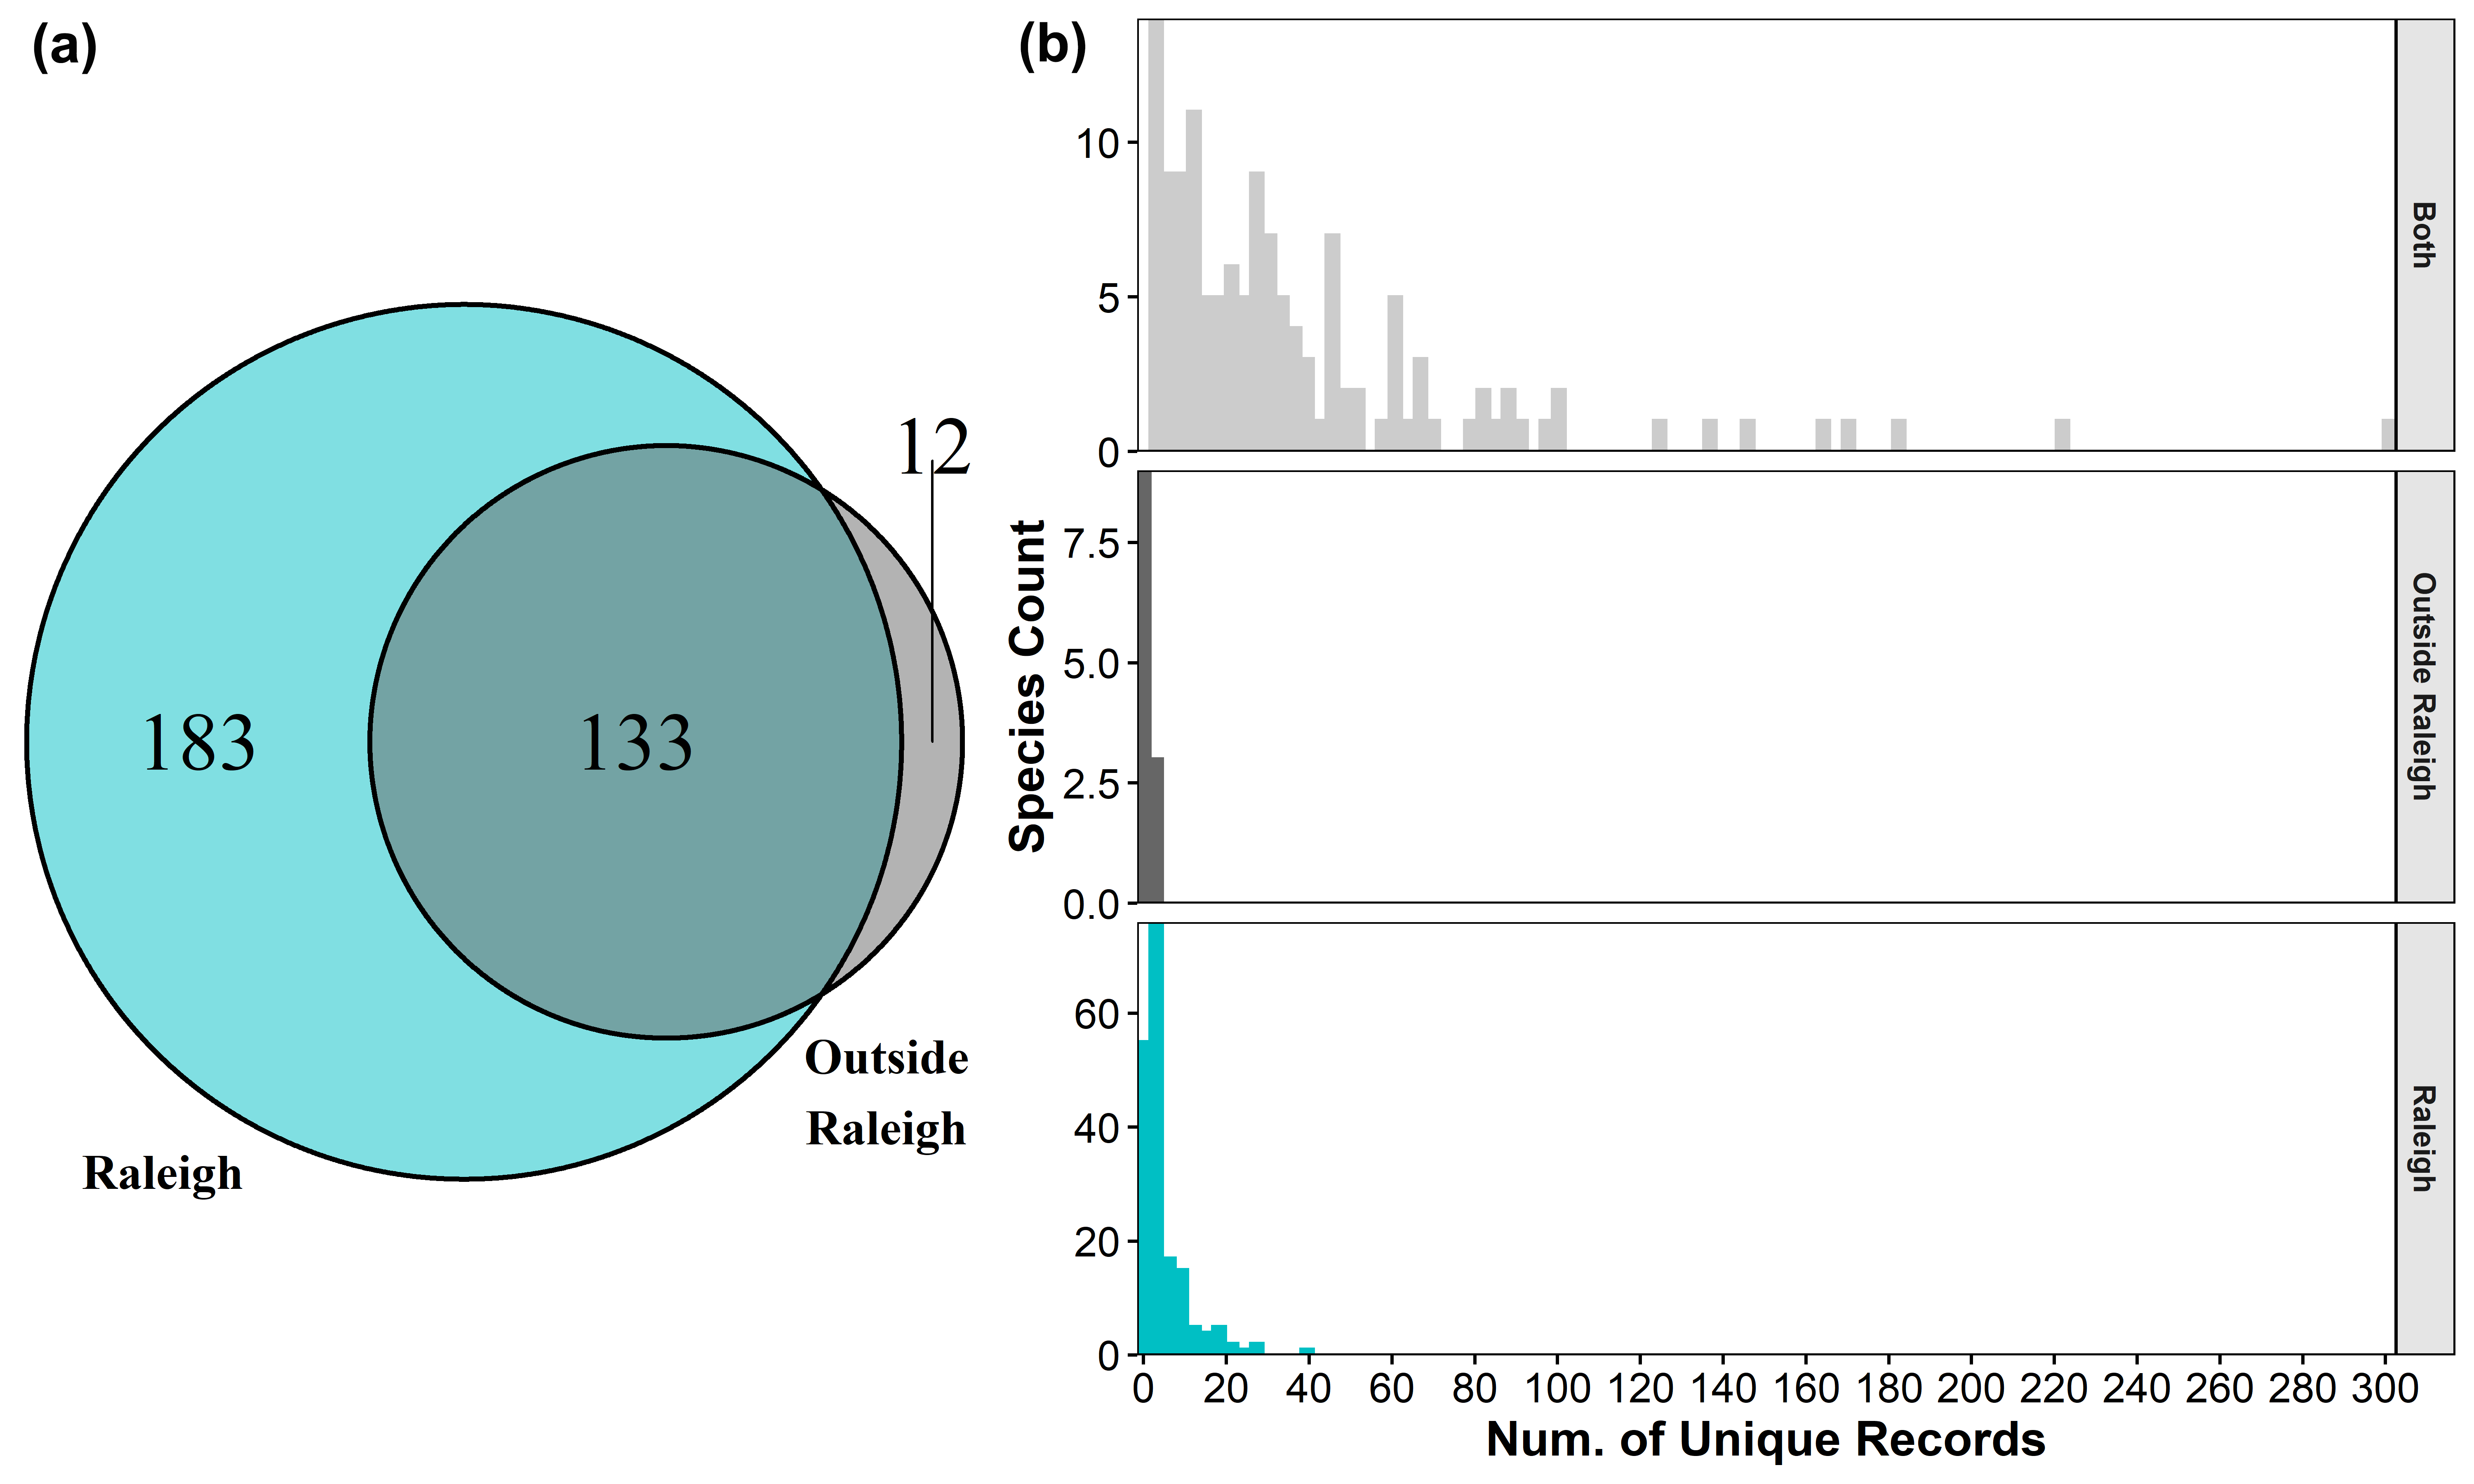 (a)
12
183
133
Outside
Raleigh
Raleigh
(b)
Species Count
10
5
0
Both
7.5
5.0
2.5
0.0
Outside Raleigh
60
40
20
0
Raleigh
0 20 40 60 80 100 120 140 160 180 200 220 240 260 280 300
Num. of Unique Records